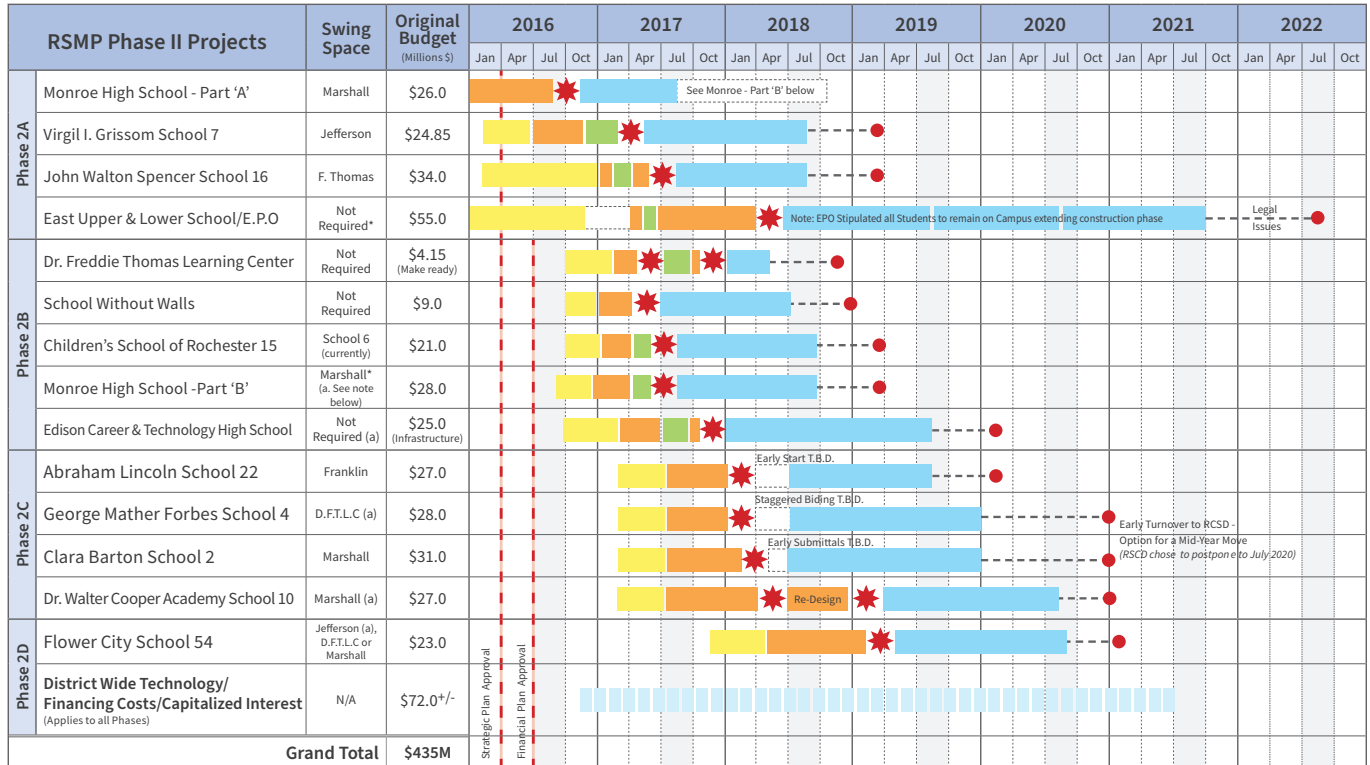 RSMP Phase II Projects
Swing
Space
Original
Budget
(Millions $)
2016 2017 2018 2019 2020 2021 2022
Jan Apr Jul Oct Jan Apr Jul Oct Jan Apr Jul Oct Jan Apr Jul Oct Jan Apr Jul Oct Jan Apr Jul Oct Jan Apr Jul Oct
Phase 2A
Monroe High School - Part ‘A’ Marshall $26.0 See Monroe - Part ‘B’ below
Virgil I. Grissom School 7 Jefferson $24.85
John Walton Spencer School 16 F. Thomas $34.0
East Upper & Lower School/E.P.O
Not
Required*
$55.0
Note: EPO Stipulated all Students to remain on Campus extending construction phase
Legal
Issues
Phase 2B
Dr. Freddie Thomas Learning Center
Not
Required
$4.15
(Make ready)
School Without Walls
Not
Required
$9.0
Children’s School of Rochester 15
School 6
(currently)
$21.0
Monroe High School -Part ‘B’
Marshall*
(a. See note
below)
$28.0
Edison Career & Technology High School
Not
Required (a)
$25.0
(Infrastructure)
Phase 2C
Abraham Lincoln School 22 Franklin $27.0
Early Start T.B.D.
George Mather Forbes School 4 D.F.T.L.C (a) $28.0
Staggered Biding T.B.D.
Early Turnover to RCSD -
Option for a Mid-Year Move
(RSCD chose to postpone to July 2020)
Clara Barton School 2 Marshall $31.0
Early Submittals T.B.D.
Dr. Walter Cooper Academy School 10 Marshall (a) $27.0 Re-Design
Phase 2D
Flower City School 54
Jefferson (a),
D.F.T.L.C or
Marshall
$23.0
District Wide Technology/
Financing Costs/Capitalized Interest
(Applies to all Phases)
N/A
$72.0+/-
Strategic Plan Approval
Financial Plan Approval
Grand Total $435M